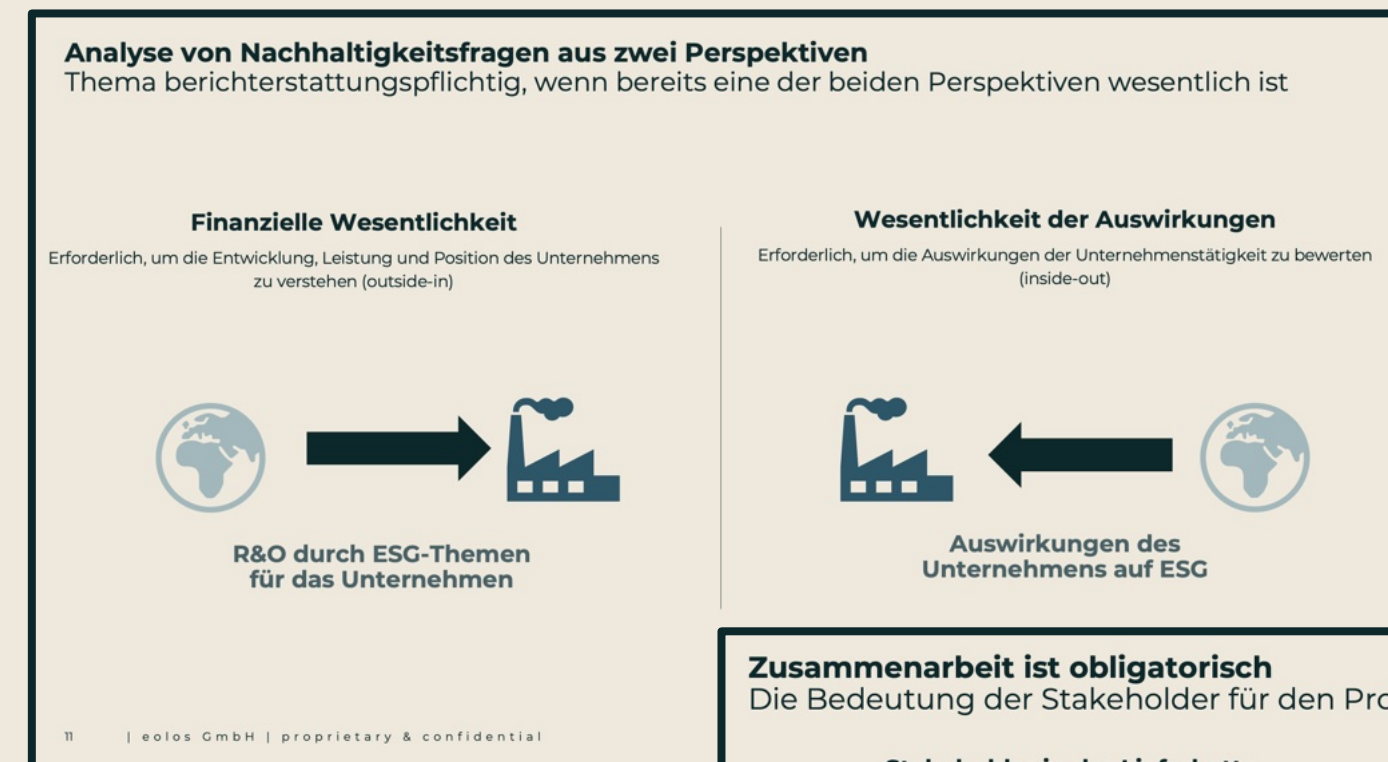 Analyse von Nachhaltigkeitsfragen aus zwei Perspektiven
Thema berichterstattungspflichtig, wenn bereits eine der beiden Perspektiven wesentlich ist
Finanzielle Wesentlichkeit
Erforderlich, um die Entwicklung, Leistung und Position des Unternehmens
zu verstehen (outside-in)
R&O durch ESG-Themen
für das Unternehmen
Wesentlichkeit der Auswirkungen
Erforderlich, um die Auswirkungen der Unternehmenstätigkeit zu bewerten
(inside-out)
Auswirkungen des
Unternehmens auf ESG
11 | eolos GmbH | proprietary & confidential
Zusammenarbeit ist obligatorisch
Die Bedeutung der Stakeholder für den